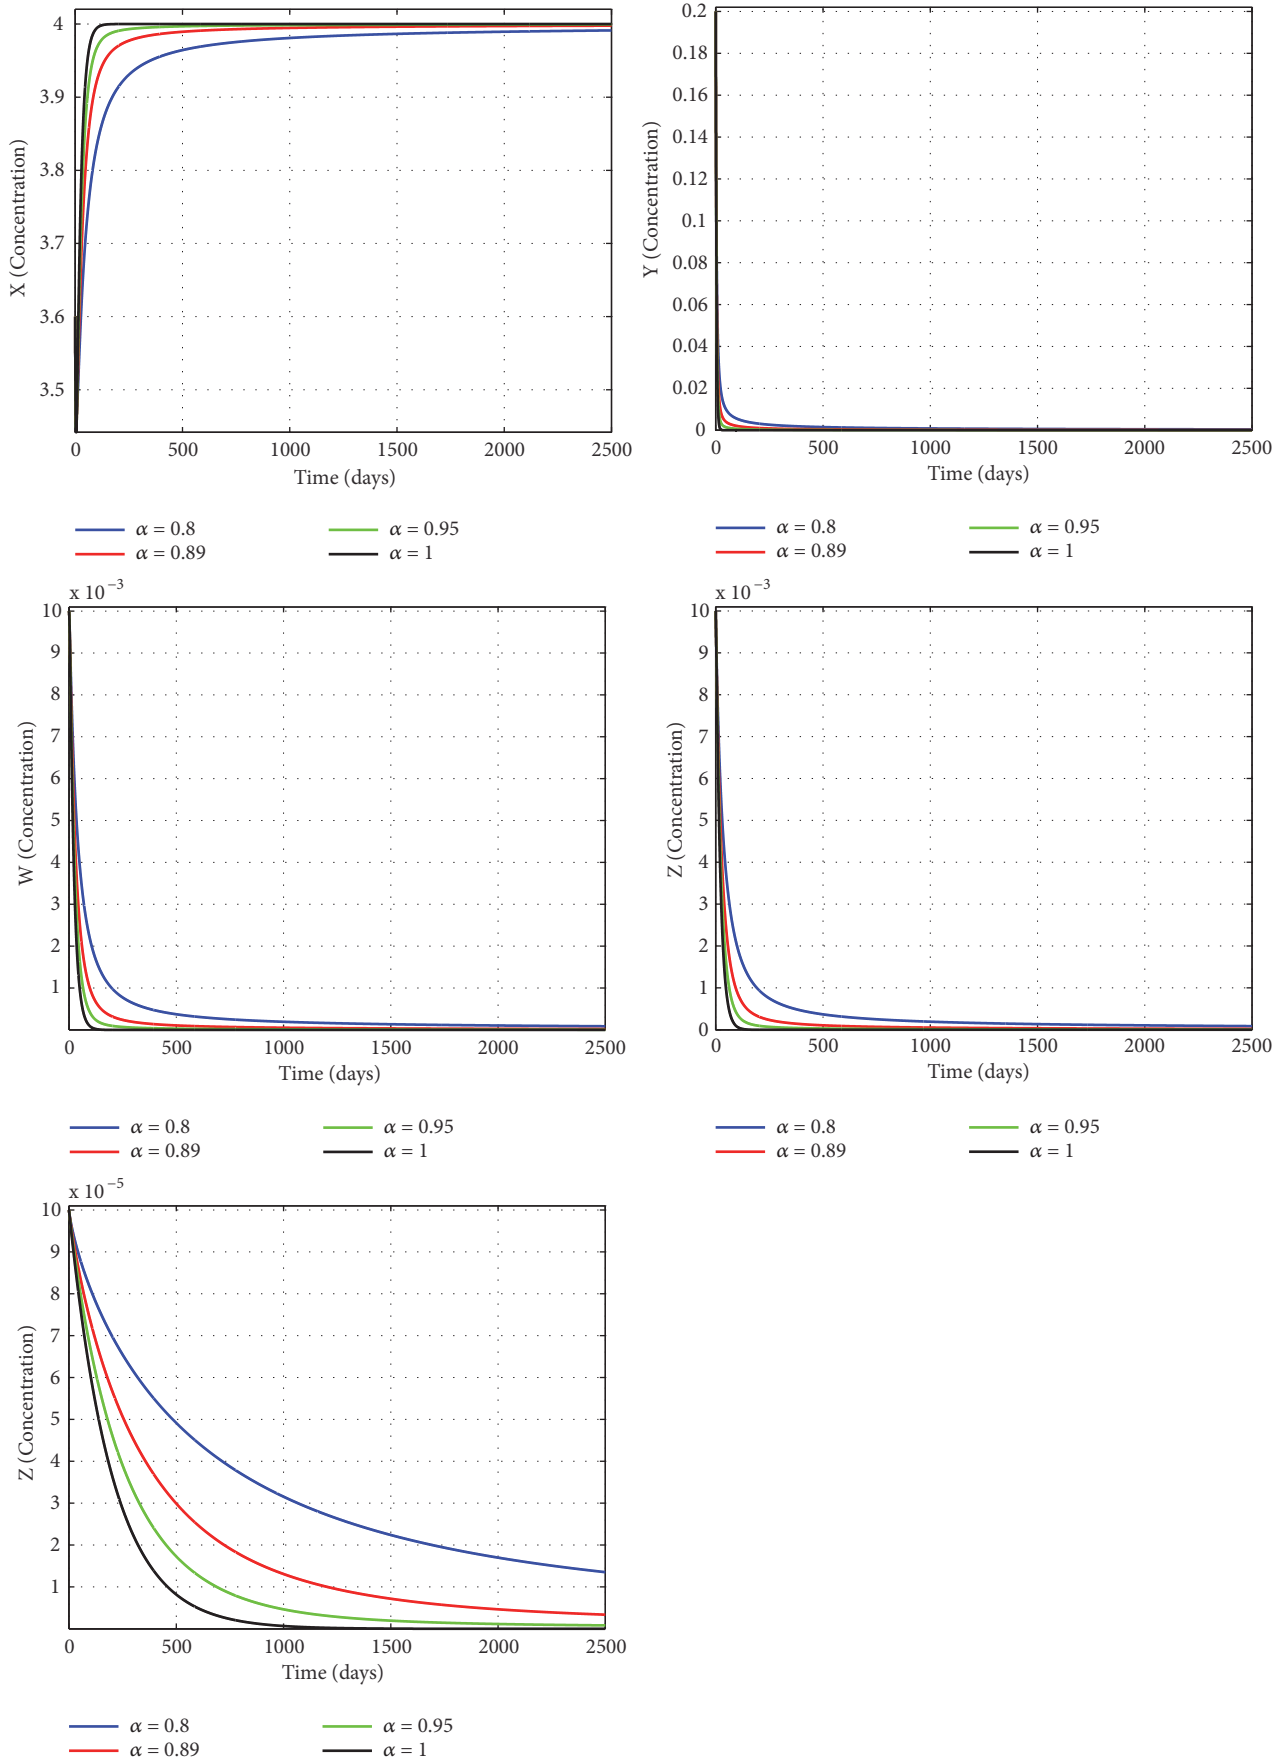 4
3.9
3.8
3.7
3.6
3.5
X (Concentration)
0 500 1000 1500 2000 2500
Time (days)
α = 0.8 α = 0.95
α = 0.89 α = 1
0.2
0.18
0.16
0.14
0.12
0.1
0.08
0.06
0.04
0.02
0
Y (Concentration)
0 500 1000 1500 2000 2500
Time (days)
α = 0.8 α = 0.95
α = 0.89 α = 1
x 10⁻³
10
9
8
7
6
5
4
3
2
1
W (Concentration)
0 500 1000 1500 2000 2500
Time (days)
α = 0.8 α = 0.95
α = 0.89 α = 1
x 10⁻³
10
9
8
7
6
5
4
3
2
1
0
Z (Concentration)
0 500 1000 1500 2000 2500
Time (days)
α = 0.8 α = 0.95
α = 0.89 α = 1
x 10⁻⁵
10
9
8
7
6
5
4
3
2
1
Z (Concentration)
0 500 1000 1500 2000 2500
Time (days)
α = 0.8 α = 0.95
α = 0.89 α = 1